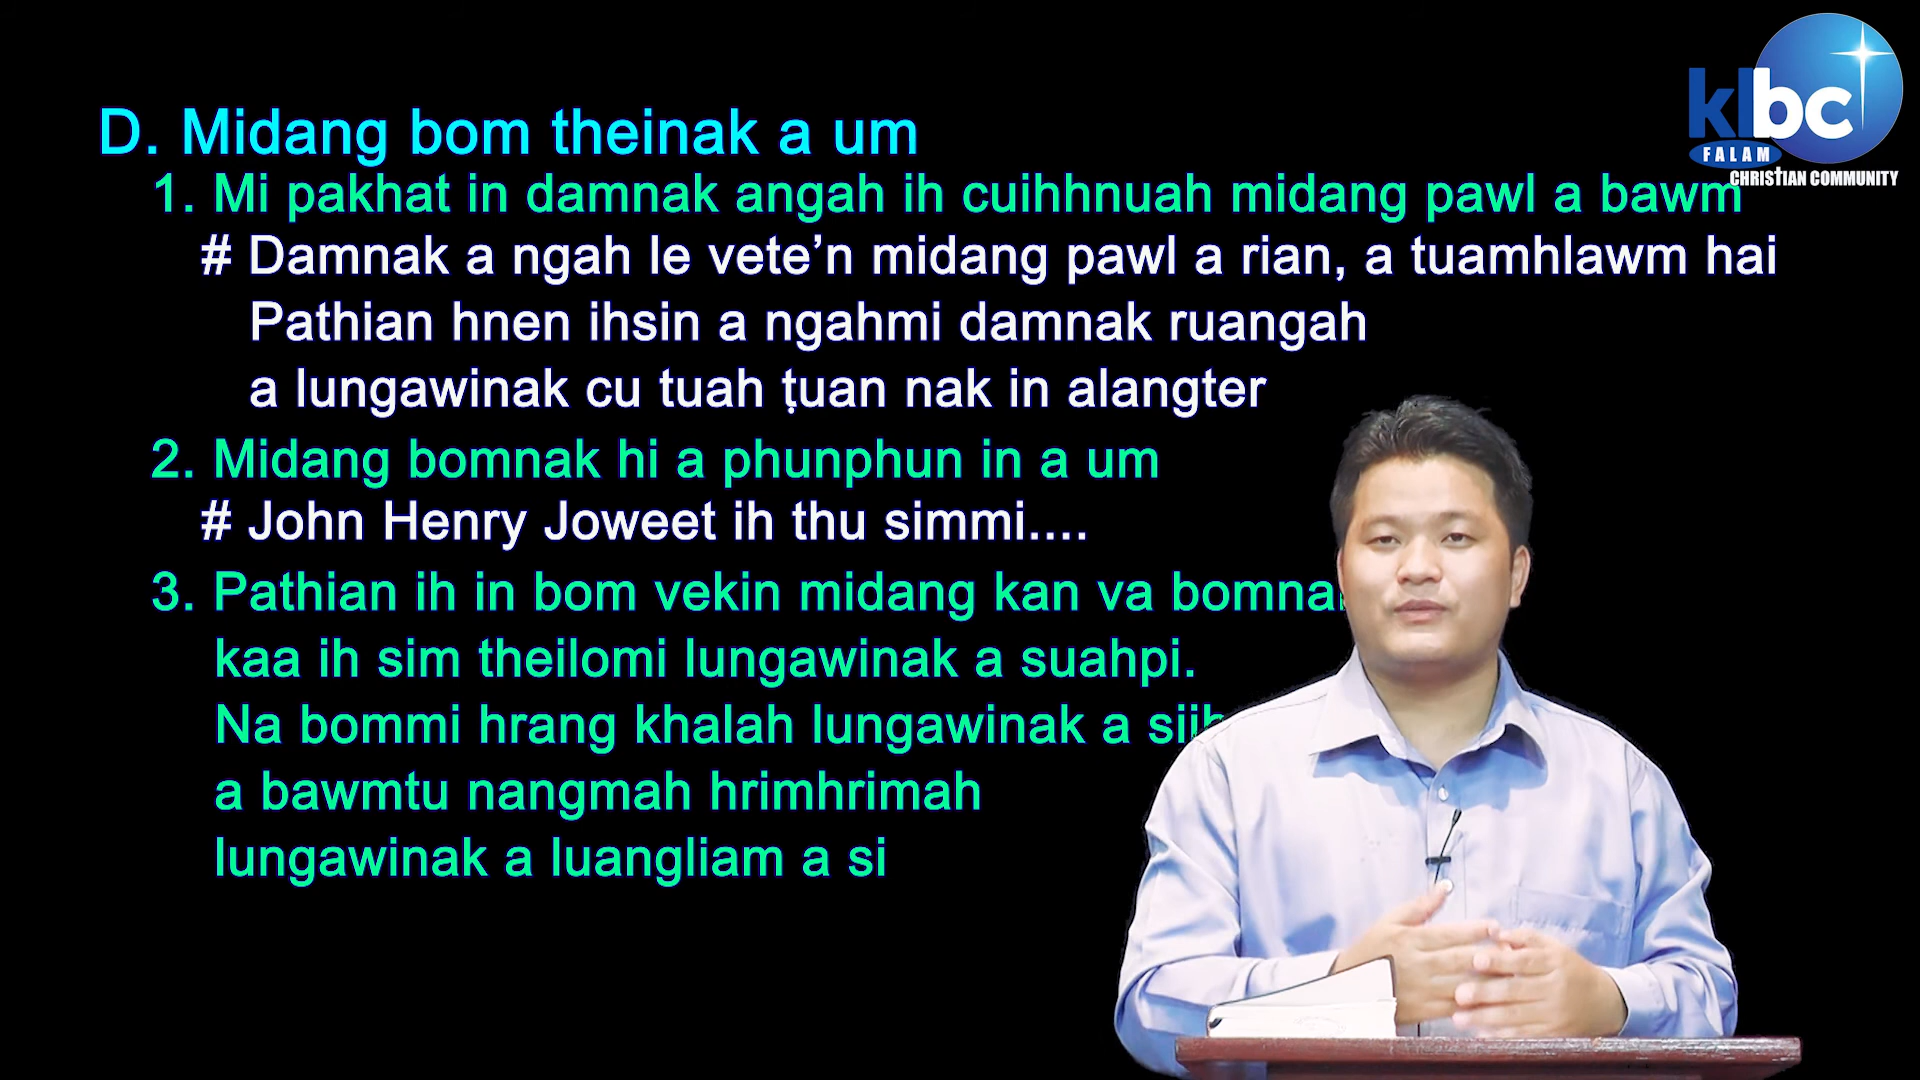 D. Midang bom theinak a um
1. Mi pakhat in damnak angah ih cuihhnuah midang pawl a bawm
# Damnak a ngah le vete’n midang pawl a rian, a tuamhlawm hai
Pathian hnen ihsin a ngahmi damnak ruangah
a lungawinak cu tuah ṭuan nak in alangter
2. Midang bomnak hi a phunphun in a um
# John Henry Joweet ih thu simmi....
3. Pathian ih in bom vekin midang kan va
kaa ih sim theilomi lungawinak a suahpi.
Na bommi hrang khalah lungawinak a
a bawmtu nangmah hrimhrimah
lungawinak a luangliam a si
klbc
FALAM
CHRISTIAN COMMUNITY